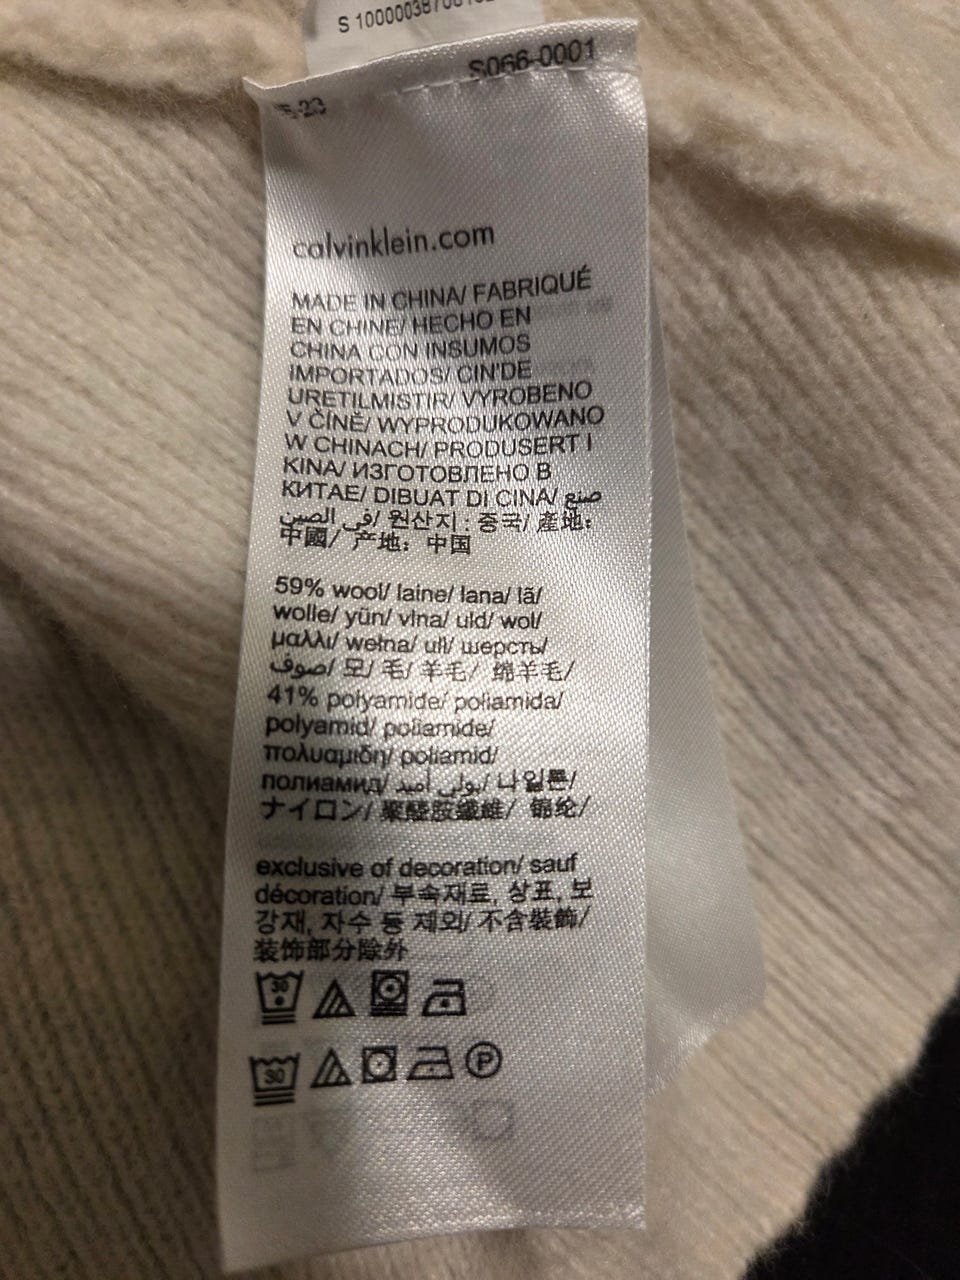 S066-0001
calvinklein.com
MADE IN CHINA/ FABRIQUÉ
EN CHINE/ HECHO EN
CHINA CON INSUMOS
IMPORTADOS/ CIN'DE
URETILMISTIR/ VYROBENO
V ČÍNĚ/ WYPRODUKOWANO
W CHINACH/ PRODUSERT I
KINA/ ИЗГОТОВЛЕНО В
КИТАЕ/ DIBUAT DI CINA/ صنع
في الصين/ 원산지 : 중국/ 產地:
中國/ 产地: 中国
59% wool/ laine/ lana/ lã/
wolle/ yün/ vlna/ uld/ wol/
μαλλι/ wełna/ ull/ шерсть/
صوف/ 모/ 毛/ 羊毛/ 绵羊毛/
41% polyamide/ poliamida/
polyamid/ poliamide/
πολυαμιδη/ poliamid/
полиамид/ بولي أميد/ 나일론/
ナイロン/ 聚醯胺纖維/ 锦纶/
exclusive of decoration/ sauf
décoration/ 부속재료, 상표, 보
강재, 자수 등 제외/ 不含裝飾/
装饰部分除外
30
30 P